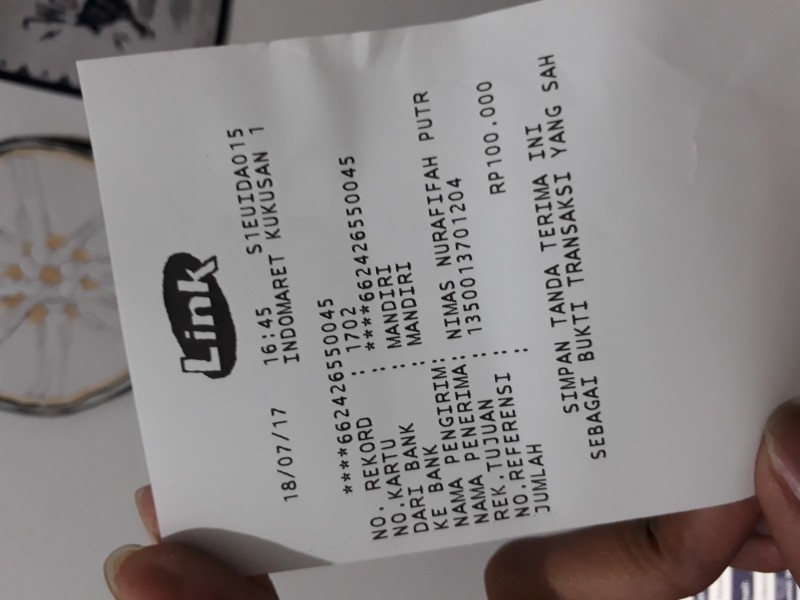 Link
18/07/17 16:45 S1EUIDA015
INDOMARET KUKUSAN 1
****662426550045
NO. REKORD : 1702
NO.KARTU : ****662426550045
DARI BANK : MANDIRI
KE BANK : MANDIRI
NAMA PENGIRIM:
NAMA PENERIMA: NIMAS NURAFIFAH PUTR
REK.TUJUAN : 1350013701204
NO.REFERENSI :
JUMLAH : RP100.000
SIMPAN TANDA TERIMA INI
SEBAGAI BUKTI TRANSAKSI YANG SAH